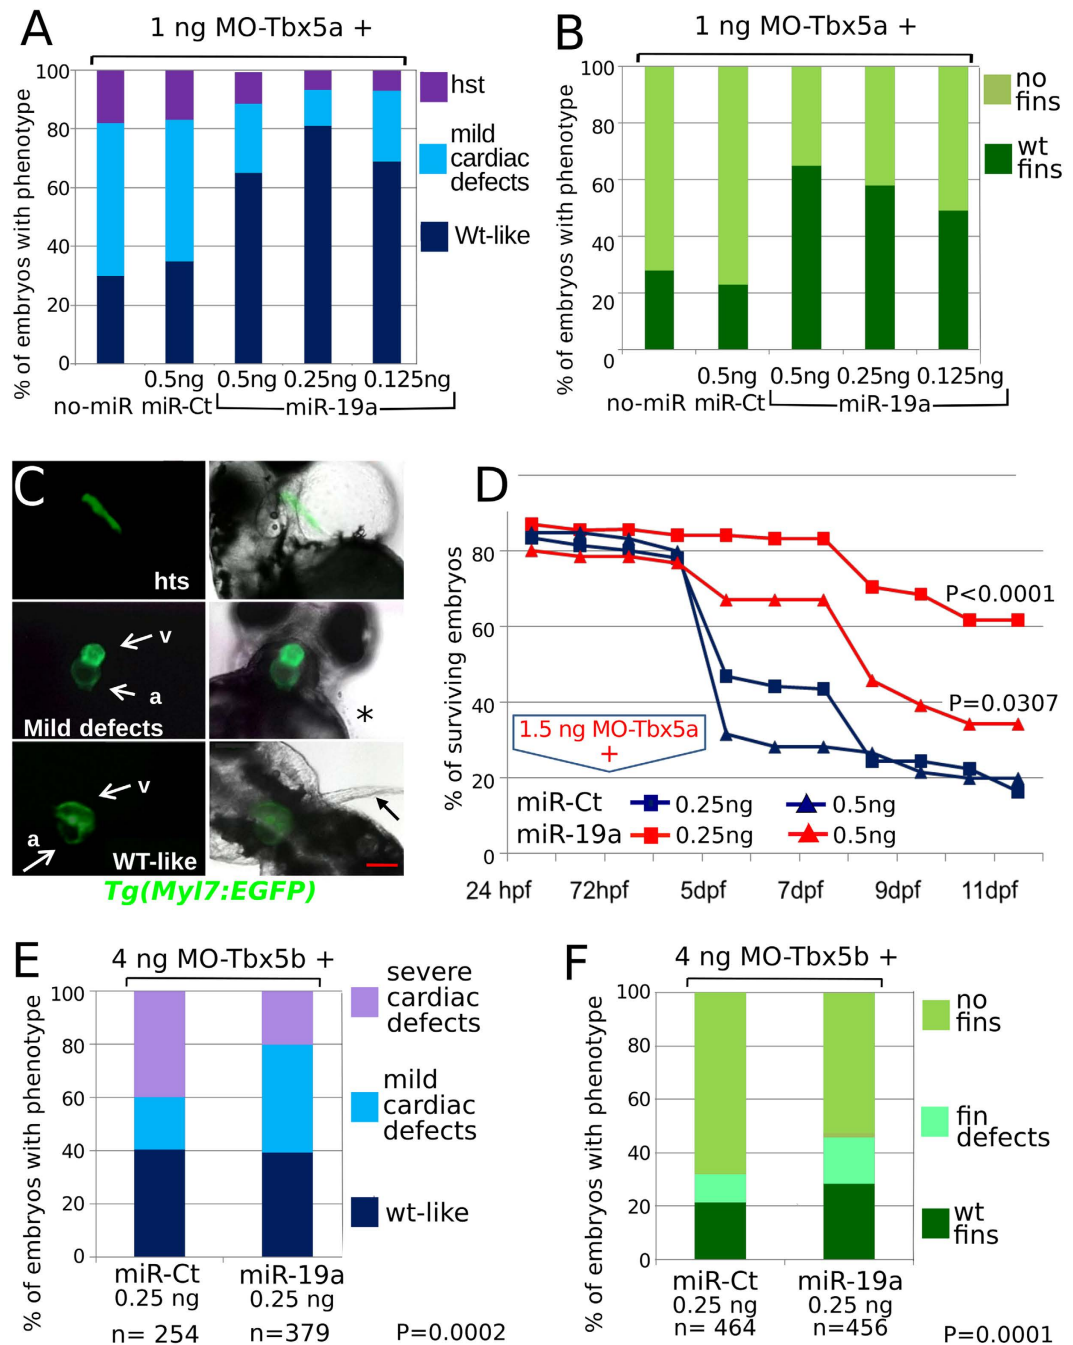 A
1 ng MO-Tbx5a +
% of embryos with phenotype
100
80
60
40
20
0
hst
mild
cardiac
defects
Wt-like
0.5ng 0.5ng 0.25ng 0.125ng
no-miR miR-Ct miR-19a
B
1 ng MO-Tbx5a +
% of embryos with phenotype
100
80
60
40
20
0
no
fins
wt
fins
0.5ng 0.5ng 0.25ng 0.125ng
no-miR miR-Ct miR-19a
C
hts
v
a
Mild defects
*
v
a
WT-like
Tg(Myl7:EGFP)
D
% of surviving embryos
80
60
40
20
0
P<0.0001
P=0.0307
1.5 ng MO-Tbx5a
+
miR-Ct 0.25ng 0.5ng
miR-19a 0.25ng 0.5ng
24 hpf 72hpf 5dpf 7dpf 9dpf 11dpf
E
4 ng MO-Tbx5b +
% of embryos with phenotype
100
80
60
40
20
0
severe
cardiac
defects
mild
cardiac
defects
wt-like
miR-Ct miR-19a
0.25 ng 0.25 ng
n= 254 n=379 P=0.0002
F
4 ng MO-Tbx5b +
% of embryos with phenotype
100
80
60
40
20
0
no
fins
fin
defects
wt
fins
miR-Ct miR-19a
0.25 ng 0.25 ng
n= 464 n=456 P=0.0001